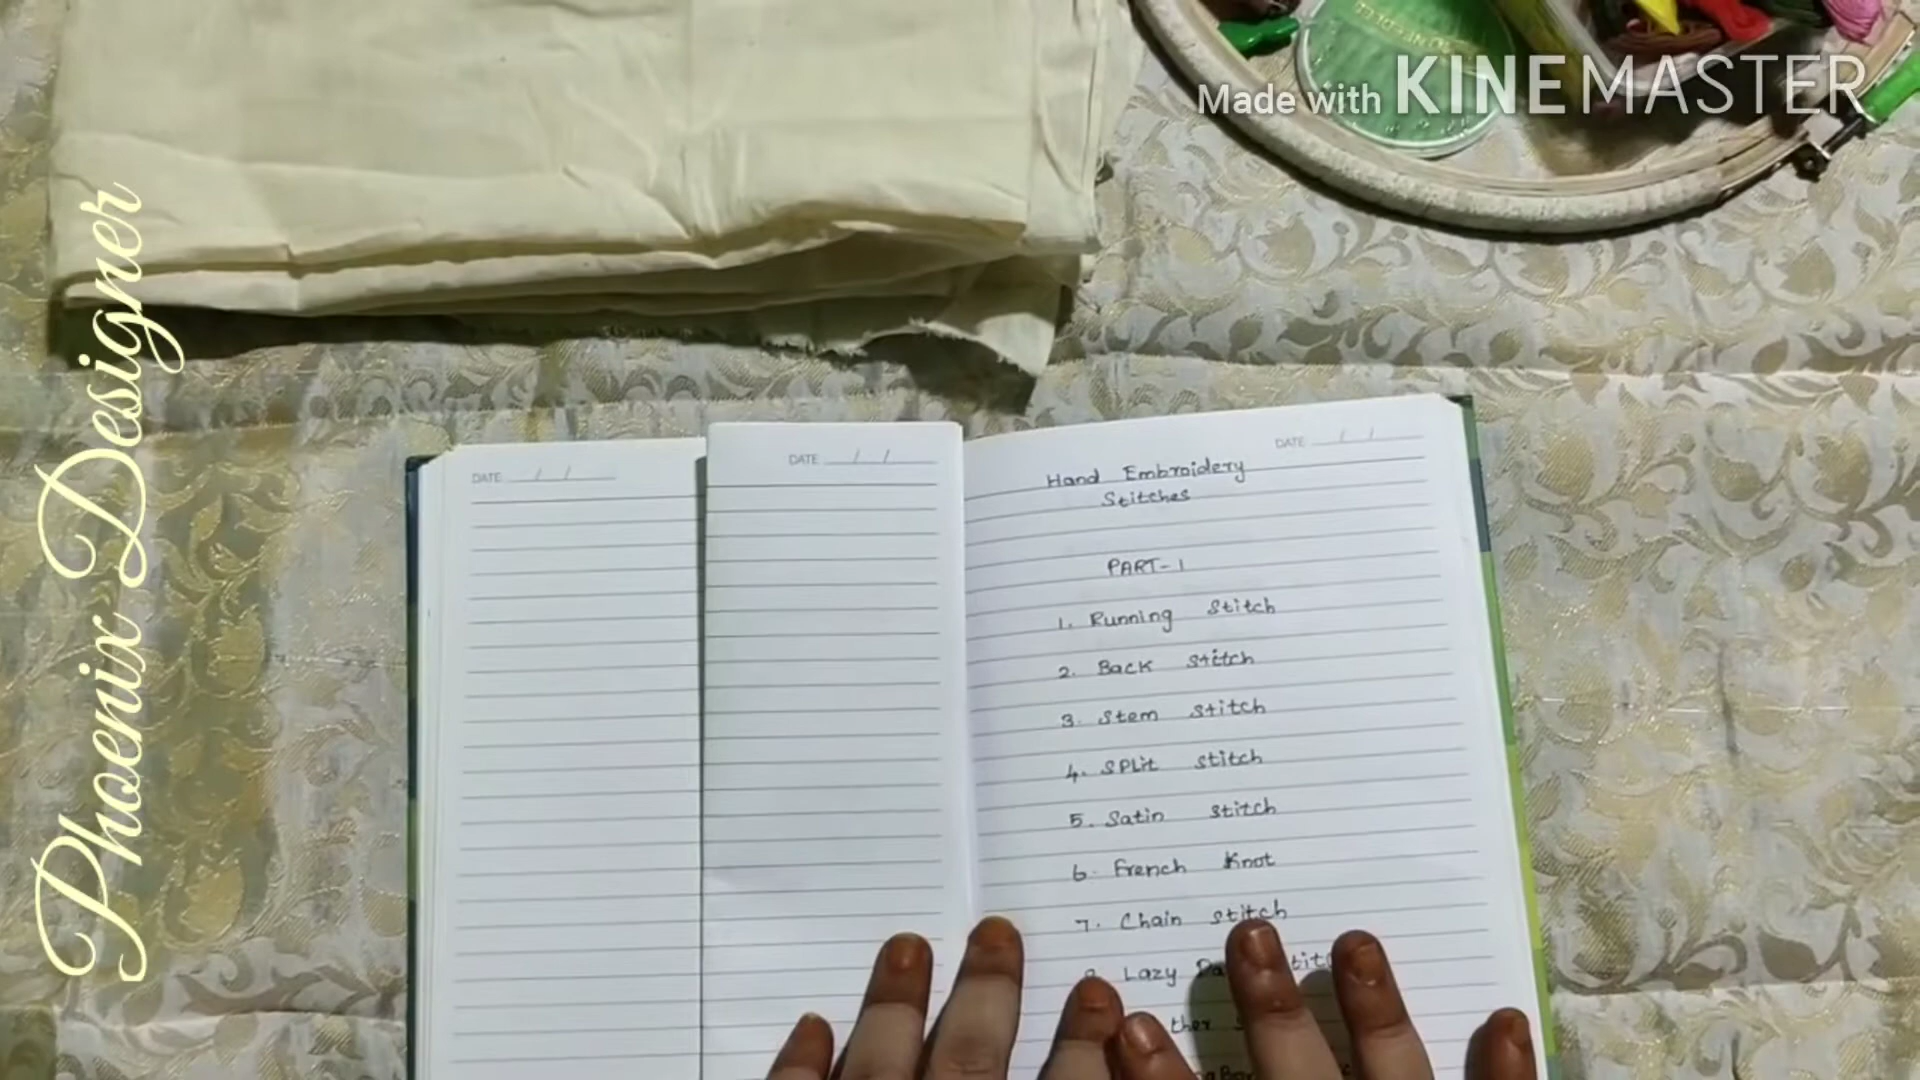 Made with KINEMASTER
Phoenix Designer
DATE / /
DATE / /
DATE / /
Hand Embroidery
Stitches
PART-1
1. Running Stitch
2. Back Stitch
3. Stem Stitch
4. SPLit Stitch
5. Satin Stitch
6. French Knot
7. Chain Stitch
Lazy